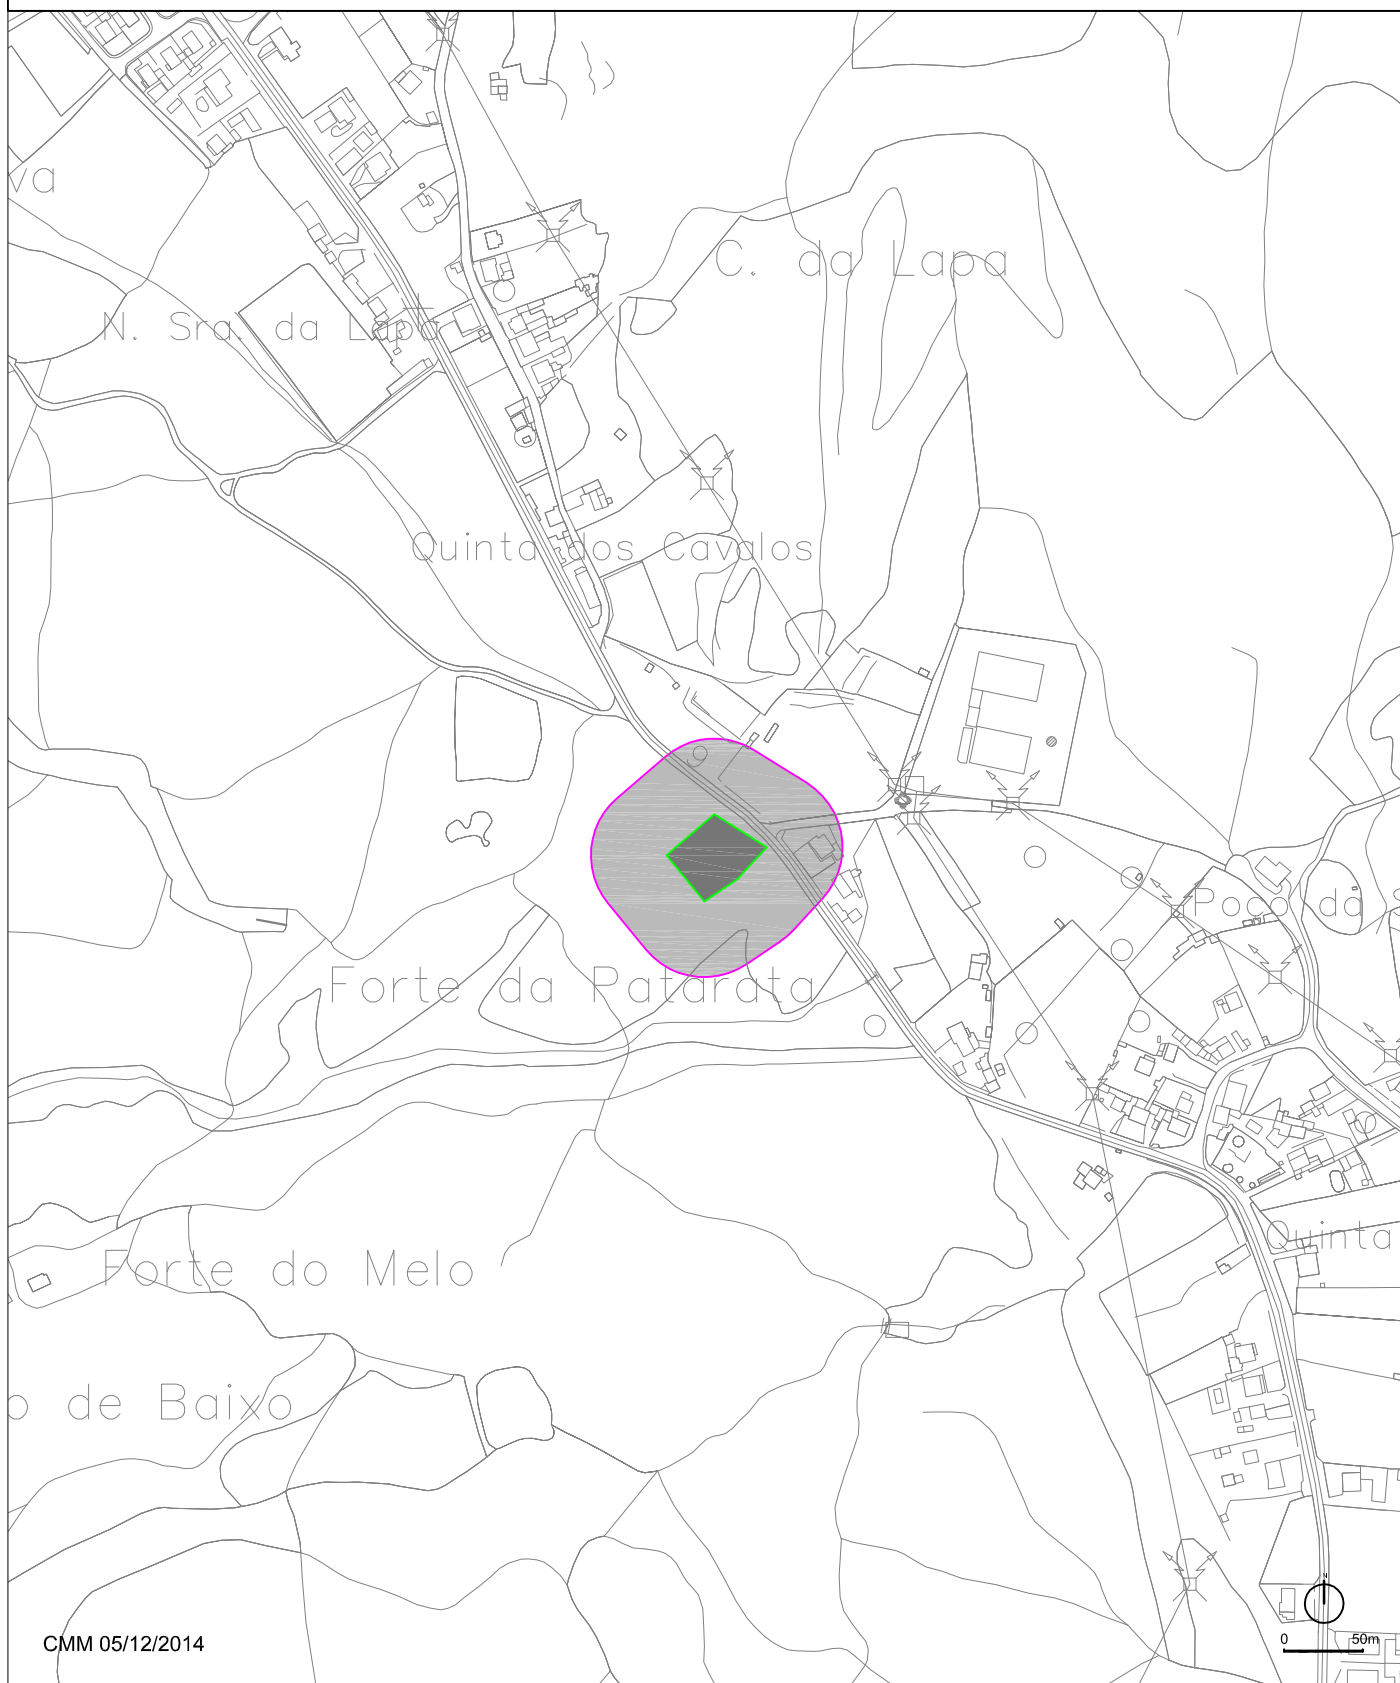 va
C. da Lapa
N. Sra. da Lapa
Quinta dos Cavalos
9
Poço da S
Forte da Patarata
Quinta
Forte do Melo
o de Baixo
N
CMM 05/12/2014
0 50m